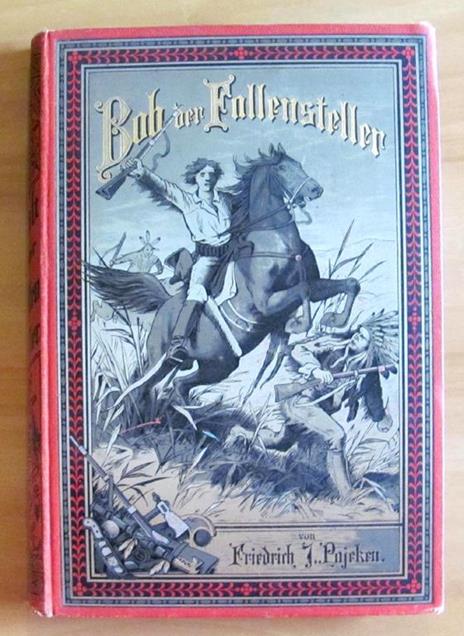 Bob der Fallensteller
von
Friedrich J. Pajeken.